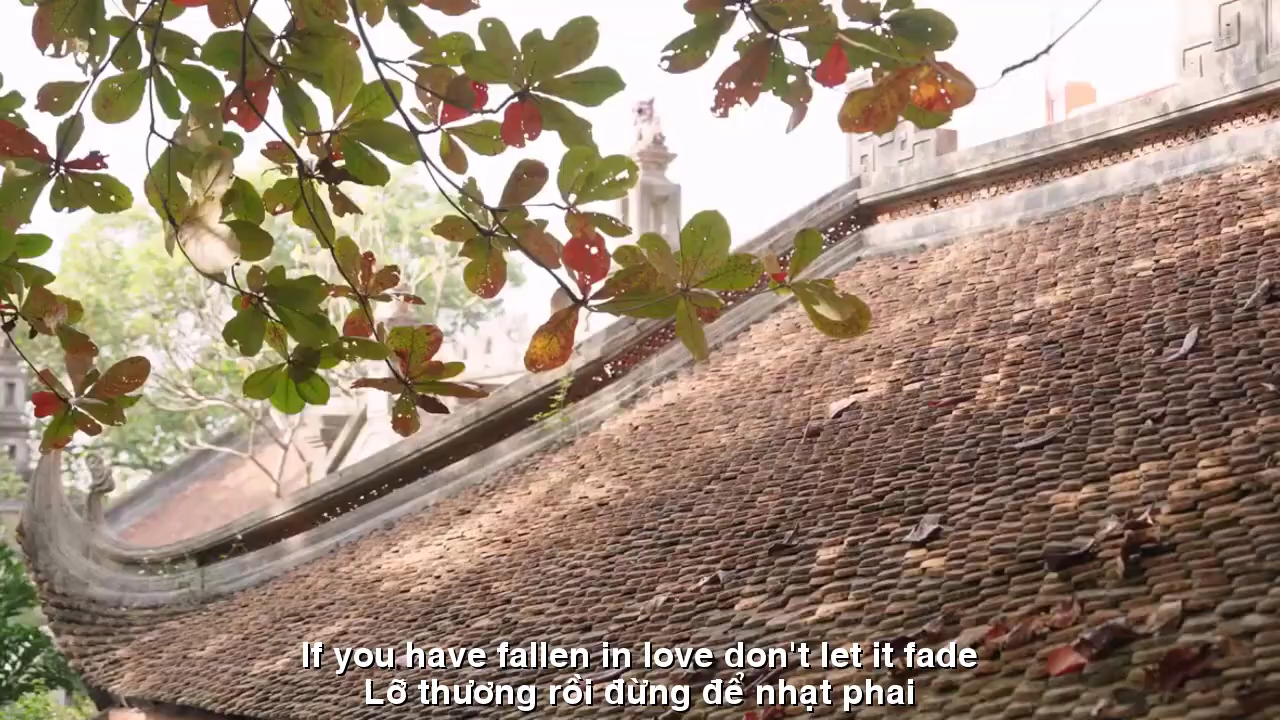 If you have fallen in love don't let it fade
Lỡ thương rồi đừng để nhạt phai